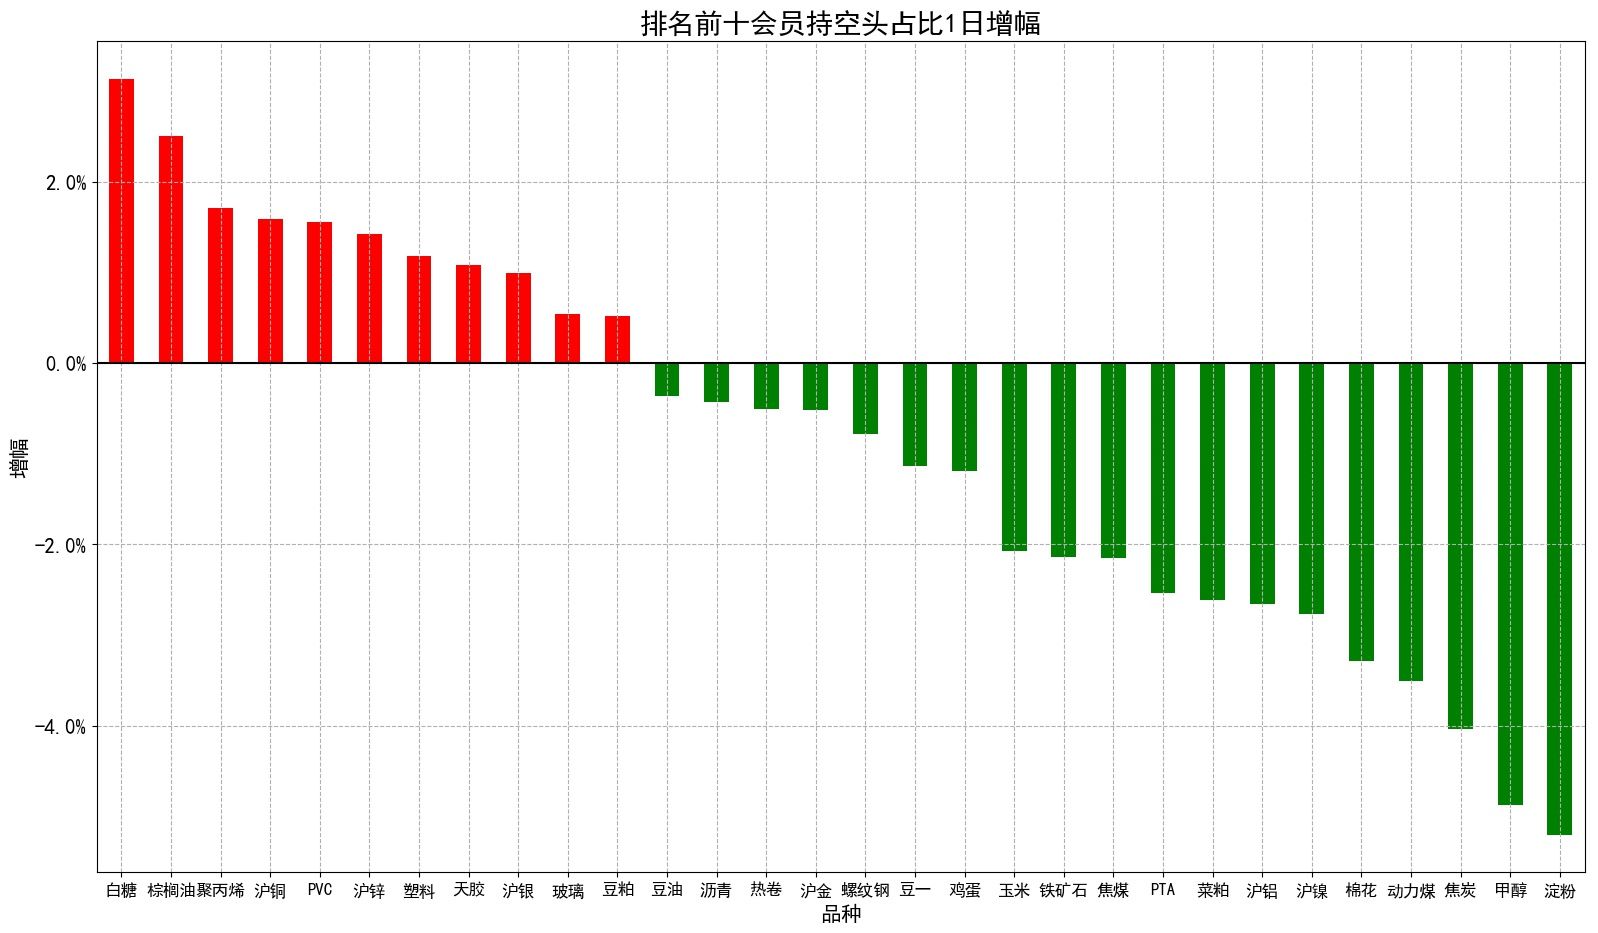 排名前十会员持空头占比1日增幅
2.0%
0.0%
-2.0%
-4.0%
增幅
白糖 棕榈油 聚丙烯 沪铜 PVC 沪锌 塑料 天胶 沪银 玻璃 豆粕 豆油 沥青 热卷 沪金 螺纹钢 豆一 鸡蛋 玉米 铁矿石 焦煤 PTA 菜粕 沪铝 沪镍 棉花 动力煤 焦炭 甲醇 淀粉
品种